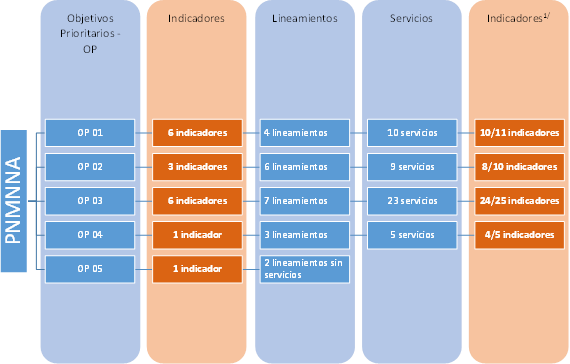 Objetivos
Prioritarios -
OP
Indicadores
Lineamientos
Servicios
Indicadores1/
PNMNNA
OP 01
6 indicadores
4 lineamientos
10 servicios
10/11 indicadores
OP 02
3 indicadores
6 lineamientos
9 servicios
8/10 indicadores
OP 03
6 indicadores
7 lineamientos
23 servicios
24/25 indicadores
OP 04
1 indicador
3 lineamientos
5 servicios
4/5 indicadores
OP 05
1 indicador
2 lineamientos sin
servicios